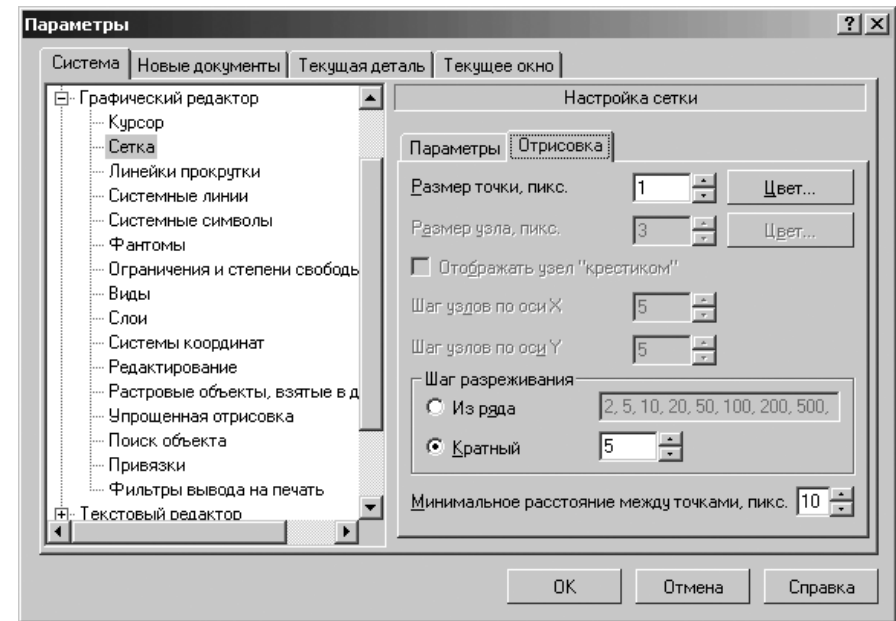 Параметры
Система Новые документы Текущая деталь Текущее окно
Графический редактор
Курсор
Сетка
Линейки прокрутки
Системные линии
Системные символы
Фантомы
Ограничения и степени свободы
Виды
Слои
Системы координат
Редактирование
Растровые объекты, взятые в д
Упрощенная отрисовка
Поиск объекта
Привязки
Фильтры вывода на печать
Текстовый редактор
Настройка сетки
Параметры Отрисовка
Размер точки, пикс. 1 Цвет...
Размер узла, пикс. 3 Цвет...
Отображать узел "крестиком"
Шаг узлов по оси X 5
Шаг узлов по оси Y 5
Шаг разреживания
Из ряда 2, 5, 10, 20, 50, 100, 200, 500,
Кратный 5
Минимальное расстояние между точками, пикс. 10
OK Отмена Справка